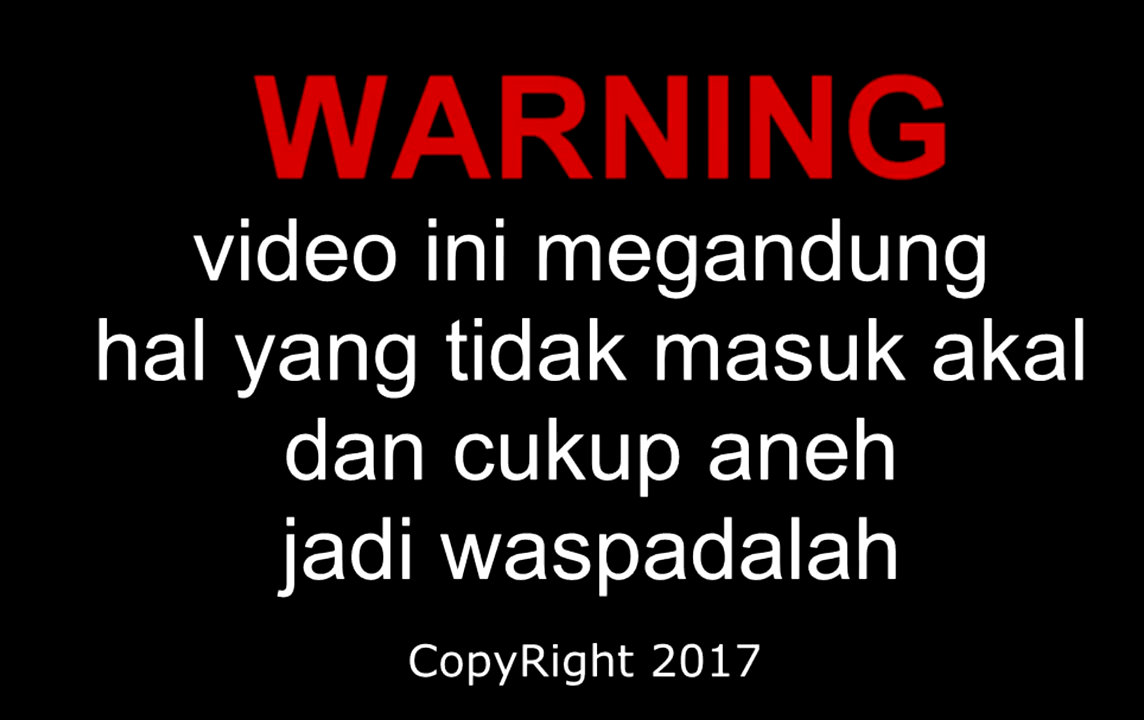 WARNING
video ini megandung
hal yang tidak masuk akal
dan cukup aneh
jadi waspadalah
CopyRight 2017